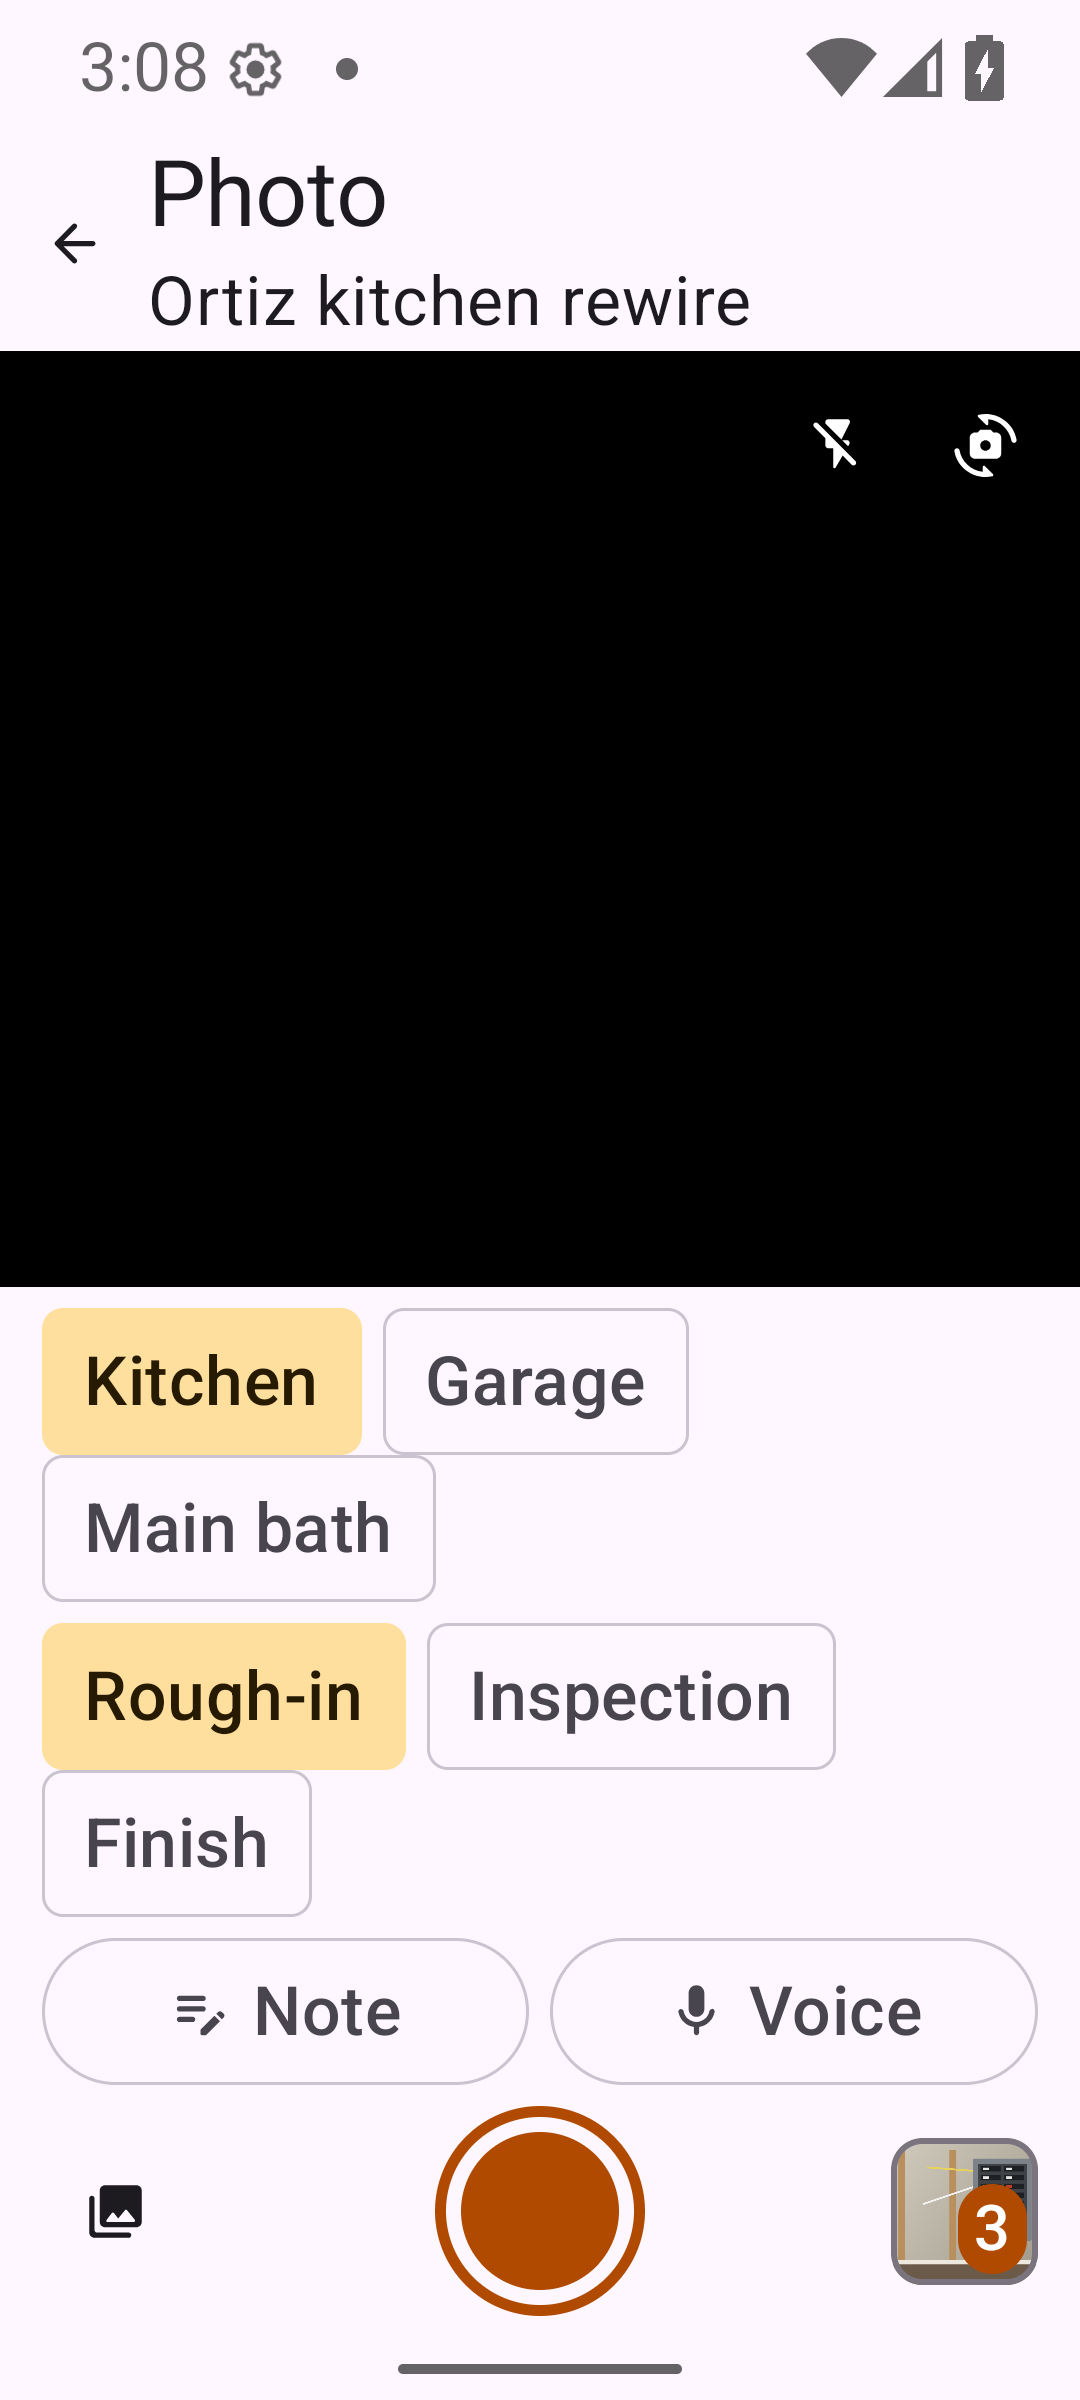 3:08
Photo
Ortiz kitchen rewire
Kitchen
Garage
Main bath
Rough-in
Inspection
Finish
Note
Voice
3